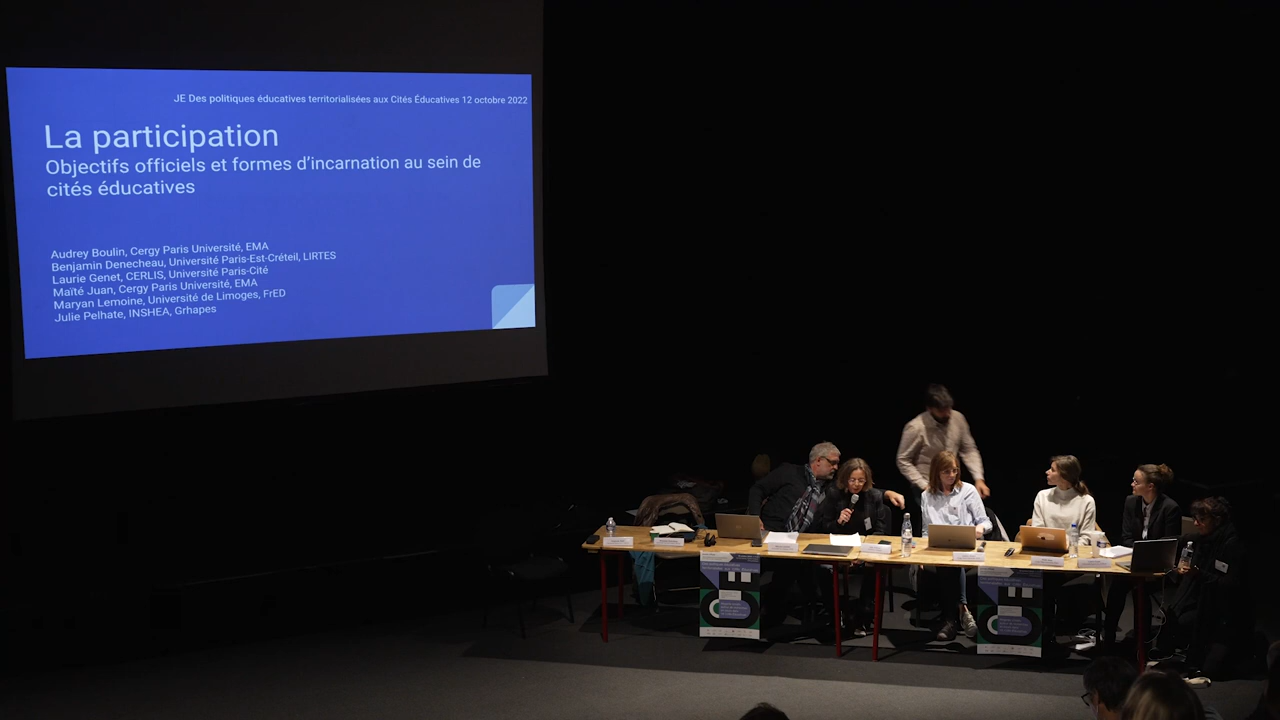 JE Des politiques éducatives territorialisées aux Cités Éducatives 12 octobre 2022
La participation
Objectifs officiels et formes d'incarnation au sein de
cités éducatives
Audrey Boulin, Cergy Paris Université, EMA
Benjamin Denecheau, Université Paris-Est-Créteil, LIRTES
Laurie Genet, CERLIS, Université Paris-Cité
Maïté Juan, Cergy Paris Université, EMA
Maryan Lemoine, Université de Limoges, FrED
Julie Pelhate, INSHEA, Grhapes